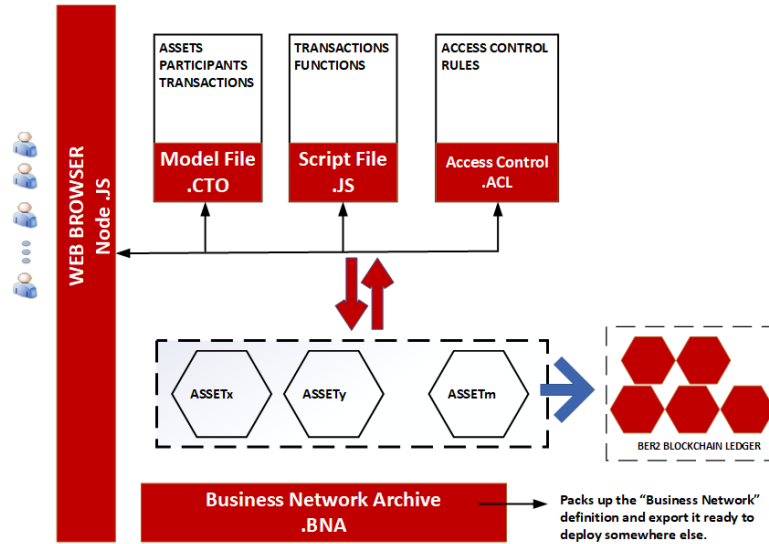 WEB BROWSER
Node .JS
ASSETS
PARTICIPANTS
TRANSACTIONS
Model File
.CTO
TRANSACTIONS
FUNCTIONS
Script File
.JS
ACCESS CONTROL
RULES
Access Control
.ACL
ASSETx
ASSETy
ASSETm
BER2 BLOCKCHAIN LEDGER
Business Network Archive
.BNA
Packs up the “Business Network”
definition and export it ready to
deploy somewhere else.